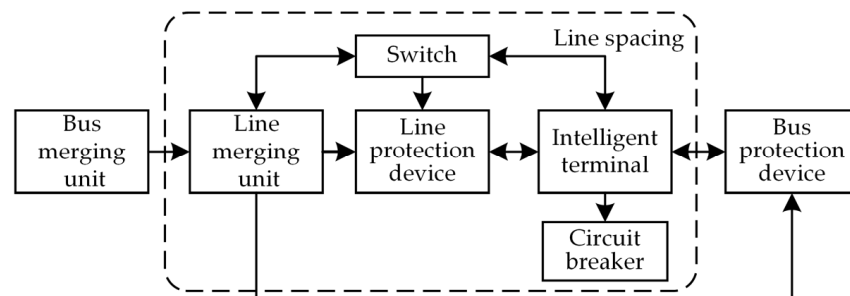 Line spacing
Switch
Bus
merging
unit
Line
merging
unit
Line
protection
device
Intelligent
terminal
Bus
protection
device
Circuit
breaker